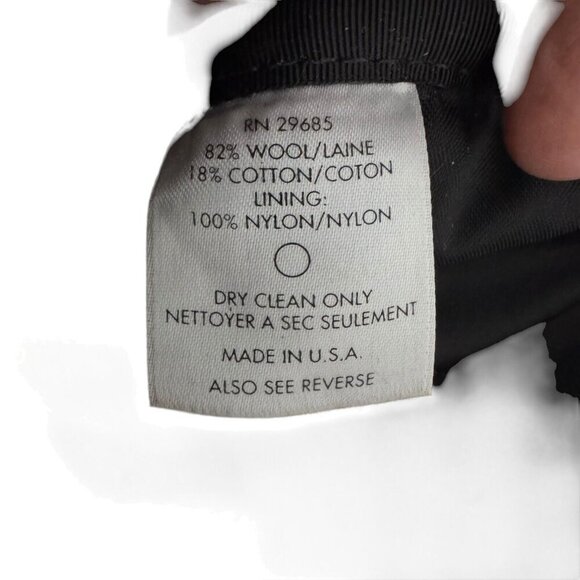 RN 29685
82% WOOL/LAINE
18% COTTON/COTON
LINING:
100% NYLON/NYLON
DRY CLEAN ONLY
NETTOYER A SEC SEULEMENT
MADE IN U.S.A.
ALSO SEE REVERSE